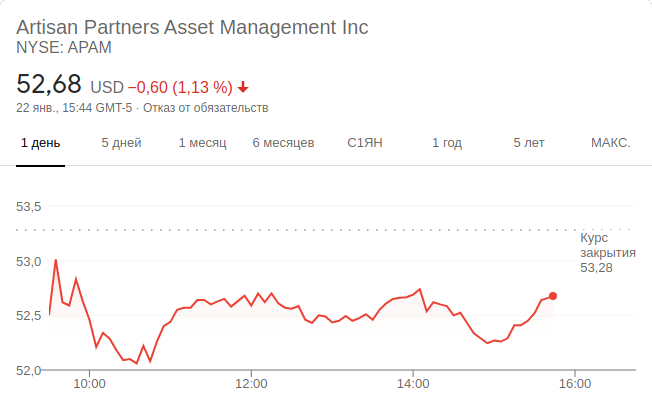 Artisan Partners Asset Management Inc
NYSE: APAM
52,68 USD −0,60 (1,13 %)
22 янв., 15:44 GMT-5 · Отказ от обязательств
1 день 5 дней 1 месяц 6 месяцев С1ЯН 1 год 5 лет МАКС.
53,5
Курс
закрытия
53,28
53,0
52,5
52,0
10:00 12:00 14:00 16:00